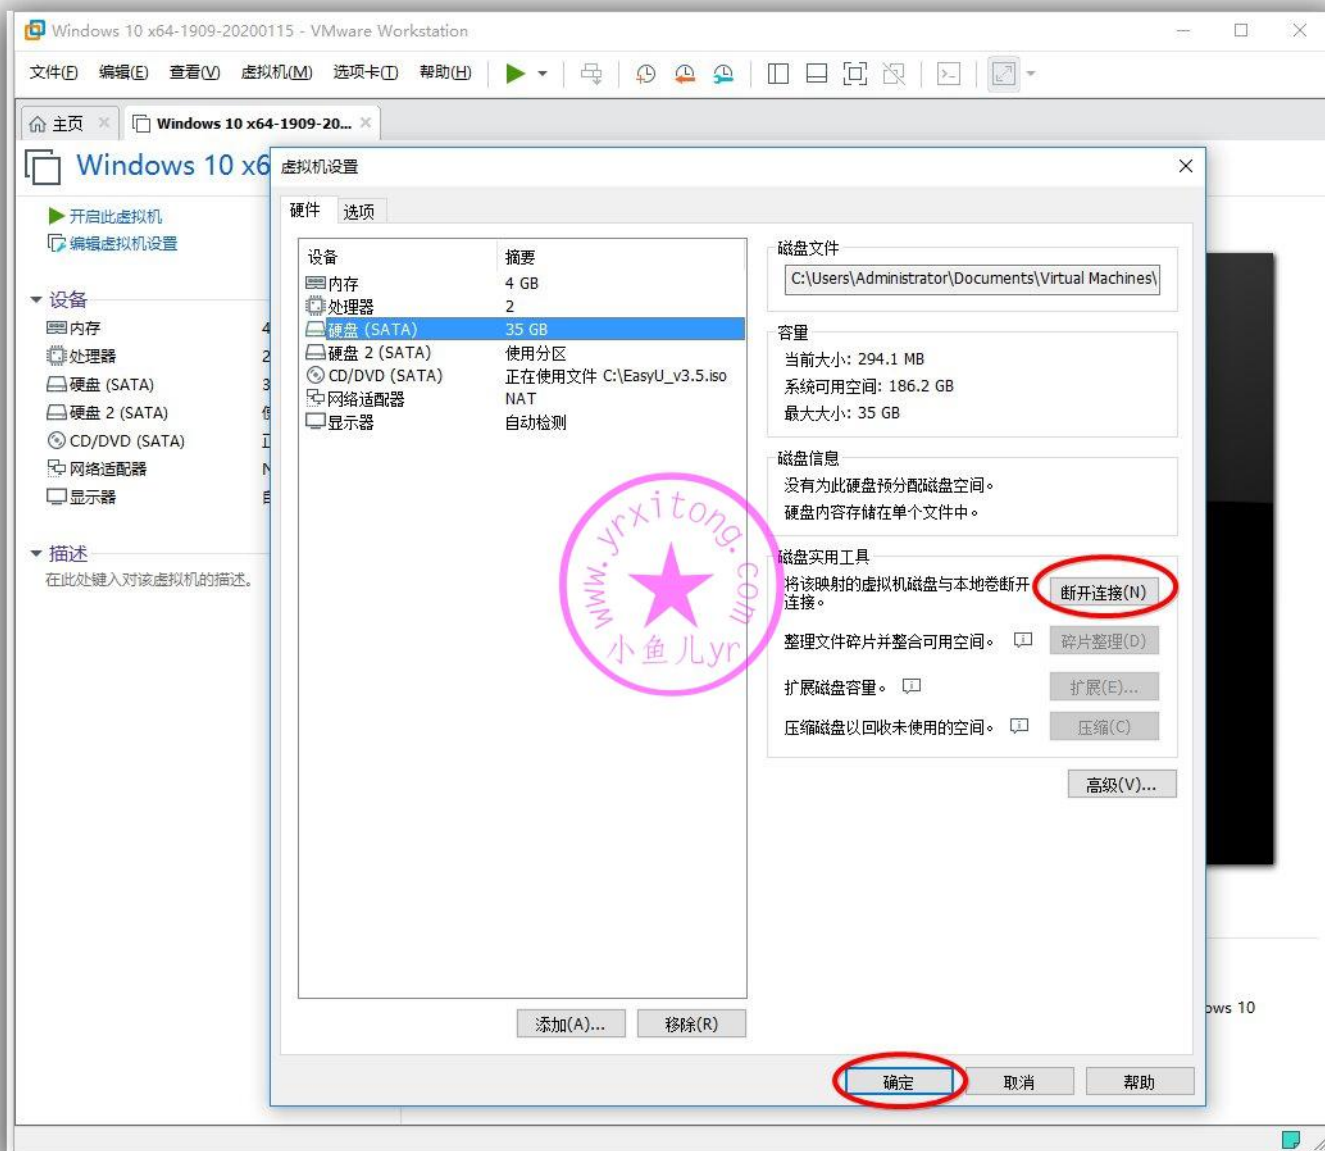 Windows 10 x64-1909-20200115 - VMware Workstation
文件(F) 编辑(E) 查看(V) 虚拟机(M) 选项卡(T) 帮助(H)
主页 Windows 10 x64-1909-20...
Windows 10 x6
开启此虚拟机
编辑虚拟机设置
设备
内存 4
处理器 2
硬盘 (SATA) 3
硬盘 2 (SATA)
CD/DVD (SATA)
网络适配器 N
显示器
描述
在此处键入对该虚拟机的描述。
虚拟机设置
硬件 选项
设备 摘要
内存 4 GB
处理器 2
硬盘 (SATA) 35 GB
硬盘 2 (SATA) 使用分区
CD/DVD (SATA) 正在使用文件 C:\EasyU_v3.5.iso
网络适配器 NAT
显示器 自动检测
添加(A)... 移除(R)
磁盘文件
C:\Users\Administrator\Documents\Virtual Machines\
容量
当前大小: 294.1 MB
系统可用空间: 186.2 GB
最大大小: 35 GB
磁盘信息
没有为此硬盘预分配磁盘空间。
硬盘内容存储在单个文件中。
磁盘实用工具
将该映射的虚拟机磁盘与本地卷断开
连接。
断开连接(N)
整理文件碎片并整合可用空间。 碎片整理(D)
扩展磁盘容量。 扩展(E)...
压缩磁盘以回收未使用的空间。 压缩(C)
高级(V)...
确定 取消 帮助
ows 10
www.yrxitong.com
小鱼儿yr